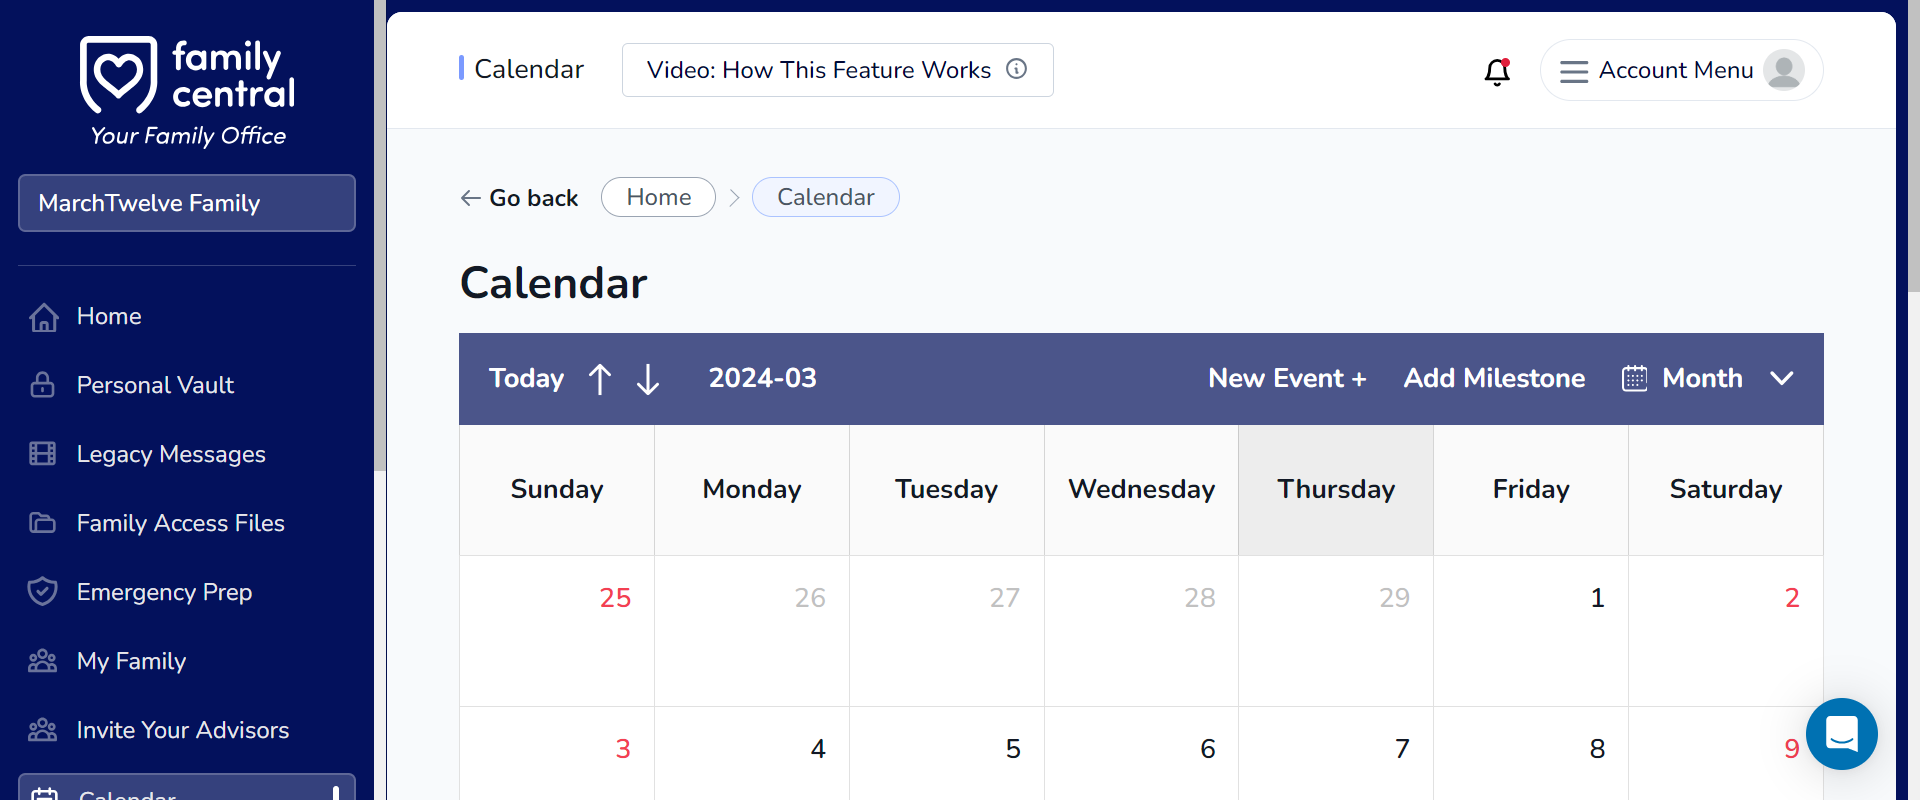 family
central
Your Family Office
MarchTwelve Family
Home
Personal Vault
Legacy Messages
Family Access Files
Emergency Prep
My Family
Invite Your Advisors
Calendar
Calendar
Video: How This Feature Works
Account Menu
Go back
Home
Calendar
Calendar
Today 2024-03 New Event + Add Milestone Month
Sunday Monday Tuesday Wednesday Thursday Friday Saturday
25 26 27 28 29 1 2
3 4 5 6 7 8 9